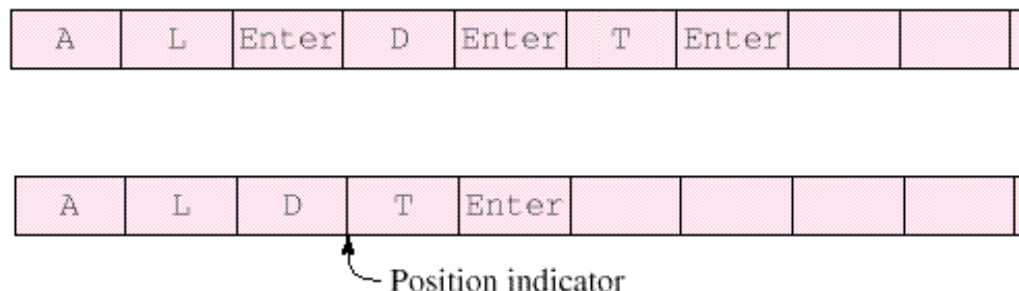 A L Enter D Enter T Enter
A L D T Enter
Position indicator